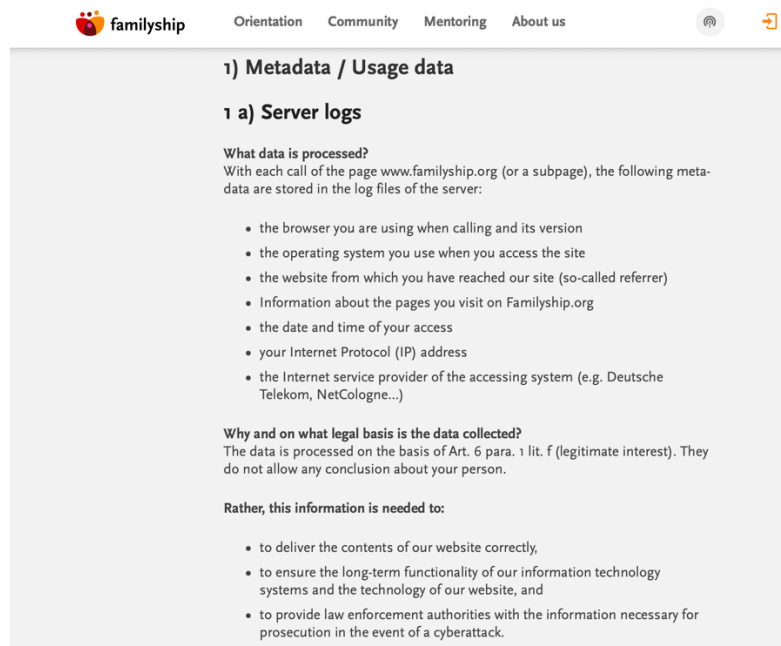 familyship Orientation Community Mentoring About us
1) Metadata / Usage data
1 a) Server logs
What data is processed?
With each call of the page www.familyship.org (or a subpage), the following meta-
data are stored in the log files of the server:
• the browser you are using when calling and its version
• the operating system you use when you access the site
• the website from which you have reached our site (so-called referrer)
• Information about the pages you visit on Familyship.org
• the date and time of your access
• your Internet Protocol (IP) address
• the Internet service provider of the accessing system (e.g. Deutsche
Telekom, NetCologne...)
Why and on what legal basis is the data collected?
The data is processed on the basis of Art. 6 para. 1 lit. f (legitimate interest). They
do not allow any conclusion about your person.
Rather, this information is needed to:
• to deliver the contents of our website correctly,
• to ensure the long-term functionality of our information technology
systems and the technology of our website, and
• to provide law enforcement authorities with the information necessary for
prosecution in the event of a cyberattack.